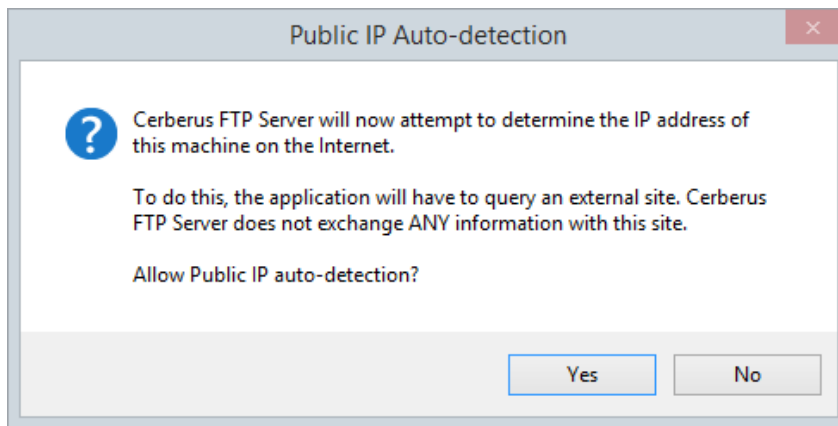 Public IP Auto-detection
Cerberus FTP Server will now attempt to determine the IP address of
this machine on the Internet.
To do this, the application will have to query an external site. Cerberus
FTP Server does not exchange ANY information with this site.
Allow Public IP auto-detection?
Yes
No